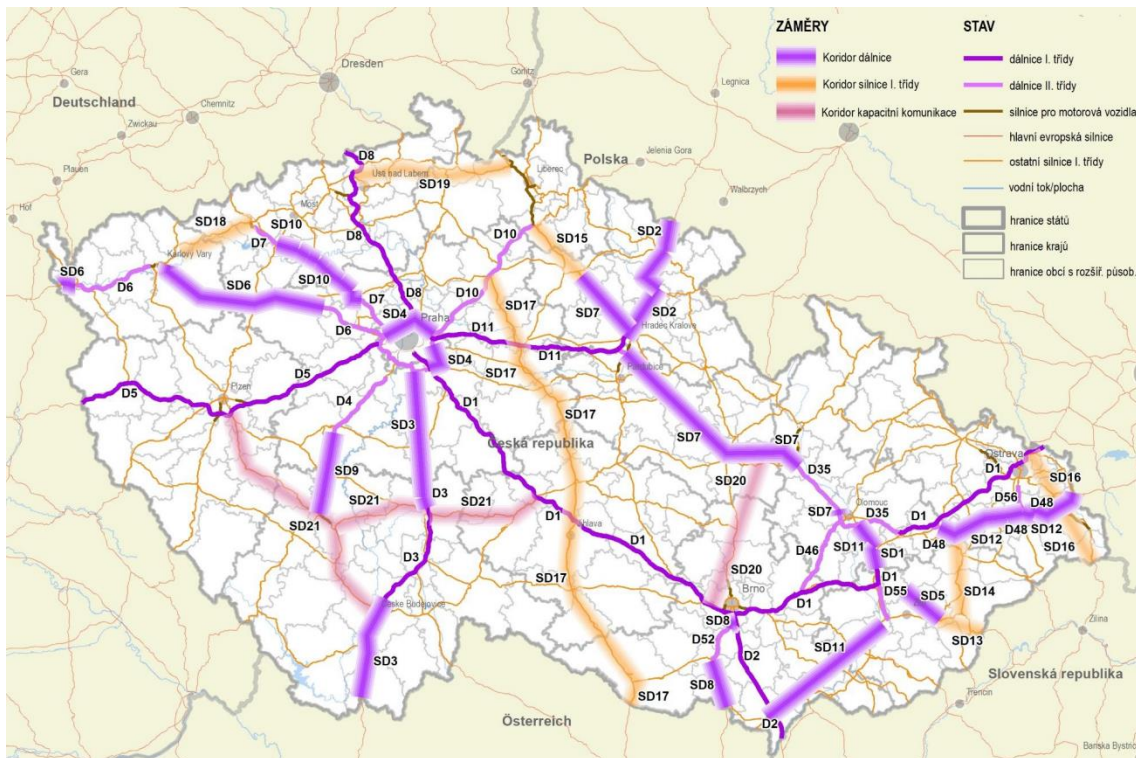 ZÁMĚRY
Koridor dálnice
Koridor silnice I. třídy
Koridor kapacitní komunikace
STAV
dálnice I. třídy
dálnice II. třídy
silnice pro motorová vozidla
hlavní evropská silnice
ostatní silnice I. třídy
vodní tok/plocha
hranice států
hranice krajů
hranice obcí s rozšíř. působ.
Dresden
Görlitz
Legnica
Gera
Deutschland
Chemnitz
Zwickau
Plauen
Hof
Polska
Jelenia Gora
Walbrzych
D8
Ústí nad Labem
SD19
Liberec
Most
SD18
SD10
D7
D8
D10
SD15
SD2
Karlovy Vary
SD6
D6
SD6
SD10
D7
D8
D10
SD17
SD7
SD2
SD4
Praha
D6
D11
Hradec Králové
SD4
D11
SD17
Pardubice
D5
Plzeň
D5
D4
D1
SD3
SD17
SD7
SD7
Česká republika
D35
SD9
SD20
Ostrava
D1
SD16
D56
SD21
SD21
D3
SD21
D1
Jihlava
SD7
Olomouc
D35
D1
D48
D48
SD12
SD12
D48
SD16
D1
D46
SD11
SD1
D3
SD17
SD20
Brno
D1
D1
D55
SD5
SD14
České Budějovice
SD8
D52
SD11
SD13
Žilina
SD3
D2
SD8
SD17
D2
Slovenská republika
Trencin
Österreich
Banska Bystric